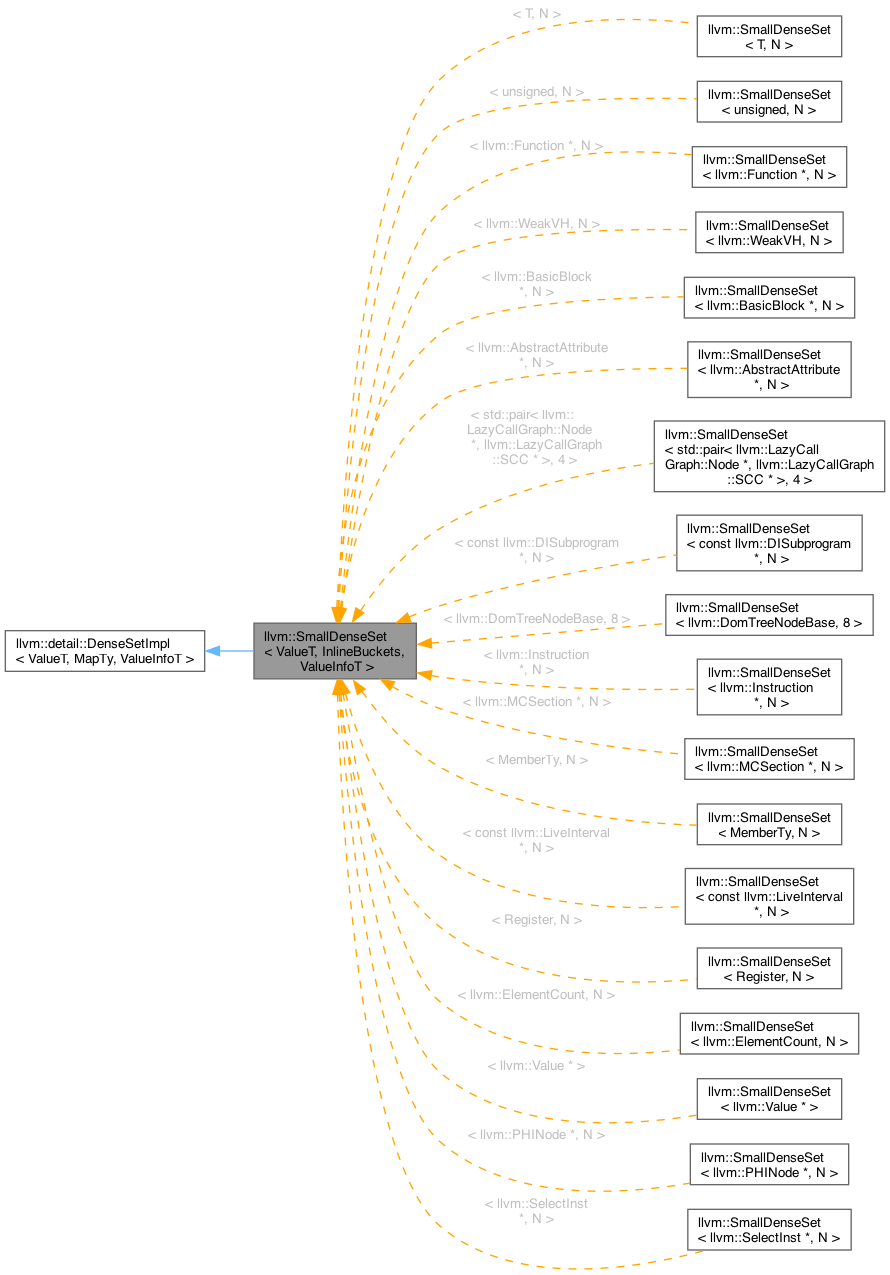 < T, N >
llvm::SmallDenseSet
< T, N >
< unsigned, N >
llvm::SmallDenseSet
< unsigned, N >
< llvm::Function *, N >
llvm::SmallDenseSet
< llvm::Function *, N >
< llvm::WeakVH, N >
llvm::SmallDenseSet
< llvm::WeakVH, N >
< llvm::BasicBlock
*, N >
llvm::SmallDenseSet
< llvm::BasicBlock *, N >
< llvm::AbstractAttribute
*, N >
llvm::SmallDenseSet
< llvm::AbstractAttribute
*, N >
< std::pair< llvm::
LazyCallGraph::Node
*, llvm::LazyCallGraph
::SCC * >, 4 >
llvm::SmallDenseSet
< std::pair< llvm::LazyCall
Graph::Node *, llvm::LazyCallGraph
::SCC * >, 4 >
< const llvm::DISubprogram
*, N >
llvm::SmallDenseSet
< const llvm::DISubprogram
*, N >
< llvm::DomTreeNodeBase, 8 >
llvm::SmallDenseSet
< llvm::DomTreeNodeBase, 8 >
llvm::detail::DenseSetImpl
< ValueT, MapTy, ValueInfoT >
llvm::SmallDenseSet
< ValueT, InlineBuckets,
ValueInfoT >
< llvm::Instruction
*, N >
llvm::SmallDenseSet
< llvm::Instruction
*, N >
< llvm::MCSection *, N >
llvm::SmallDenseSet
< llvm::MCSection *, N >
< MemberTy, N >
llvm::SmallDenseSet
< MemberTy, N >
< const llvm::LiveInterval
*, N >
llvm::SmallDenseSet
< const llvm::LiveInterval
*, N >
< Register, N >
llvm::SmallDenseSet
< Register, N >
< llvm::ElementCount, N >
llvm::SmallDenseSet
< llvm::ElementCount, N >
< llvm::Value * >
llvm::SmallDenseSet
< llvm::Value * >
< llvm::PHINode *, N >
llvm::SmallDenseSet
< llvm::PHINode *, N >
< llvm::SelectInst
*, N >
llvm::SmallDenseSet
< llvm::SelectInst *, N >